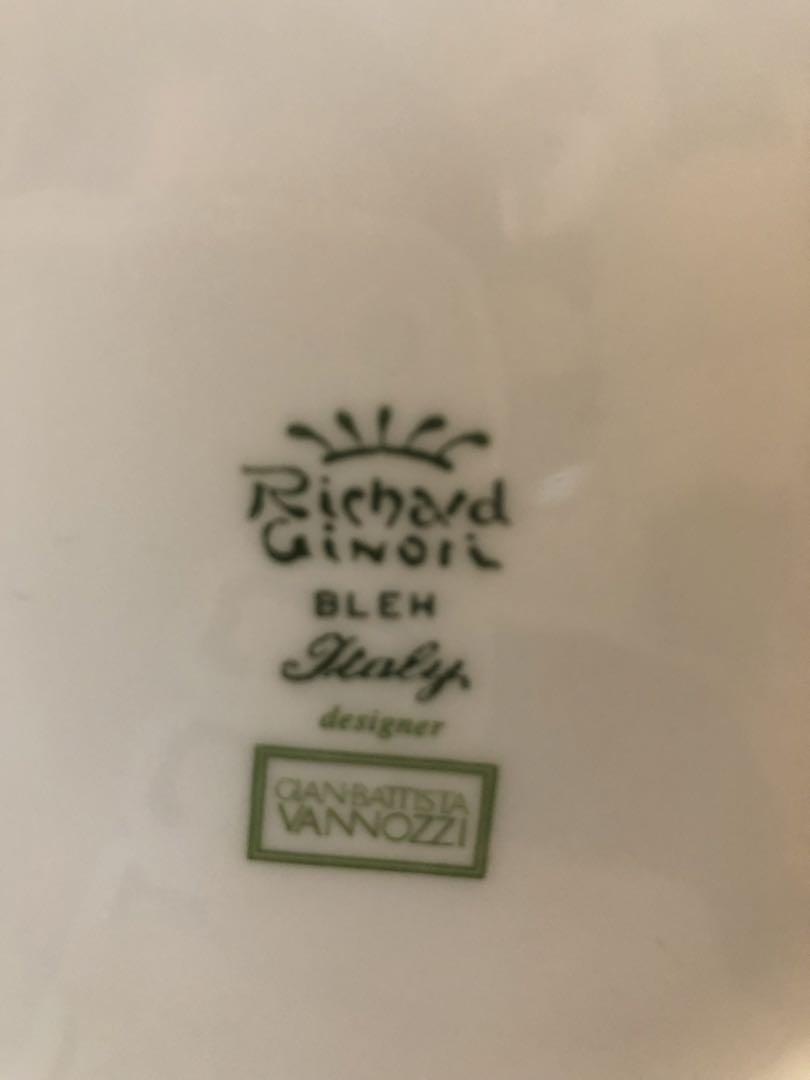 Richard
Ginori
BLEH
Italy
designer
GIAN·BATTISTA
VANNOZZI